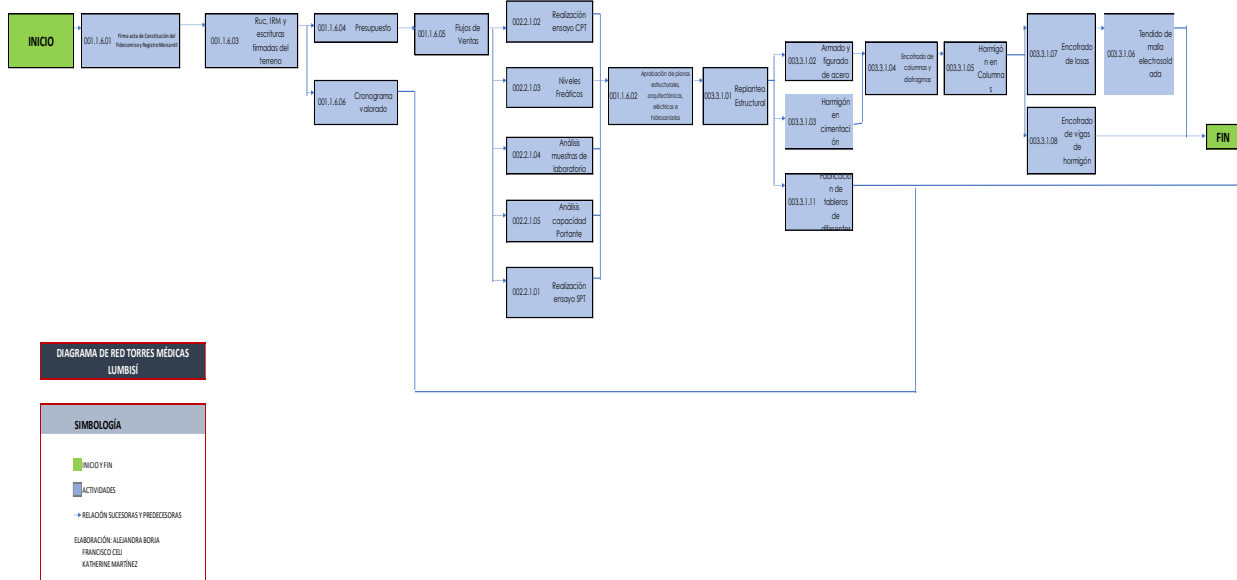 INICIO
001.1.6.01
Firma acta de Constitución del
Fideicomiso y Registro Mercantil
001.1.6.03
Ruc, IRM y
escrituras
firmadas del
terreno
001.1.6.04
Presupuesto
001.1.6.06
Cronograma
valorado
001.1.6.05
Flujos de
Ventas
002.2.1.02
Realización
ensayo CPT
002.2.1.03
Niveles
Freáticos
002.2.1.04
Análisis
muestras de
laboratorio
002.2.1.05
Análisis
capacidad
Portante
002.2.1.01
Realización
ensayo SPT
001.1.6.02
Aprobación de planos
estructurales,
arquitectónicos,
eléctricos e
hidrosanitarios
003.3.1.01
Replanteo
Estructural
003.3.1.02
Armado y
figurado
de acero
003.3.1.03
Hormigón
en
cimentaci
ón
003.3.1.11
Fabricació
n de
tableros
de
diferentes
003.3.1.04
Encofrado de
columnas y
diafragmas
003.3.1.05
Hormigó
n en
Columna
s
003.3.1.07
Encofrado
de losas
003.3.1.08
Encofrado
de vigas
de
hormigón
003.3.1.06
Tendido de
malla
electrosold
ada
FIN
DIAGRAMA DE RED TORRES MÉDICAS
LUMBISÍ
SIMBOLOGÍA
INICIO Y FIN
ACTIVIDADES
RELACIÓN SUCESORAS Y PREDECESORAS
ELABORACIÓN: ALEJANDRA BORJA
FRANCISCO CELI
KATHERINE MARTÍNEZ